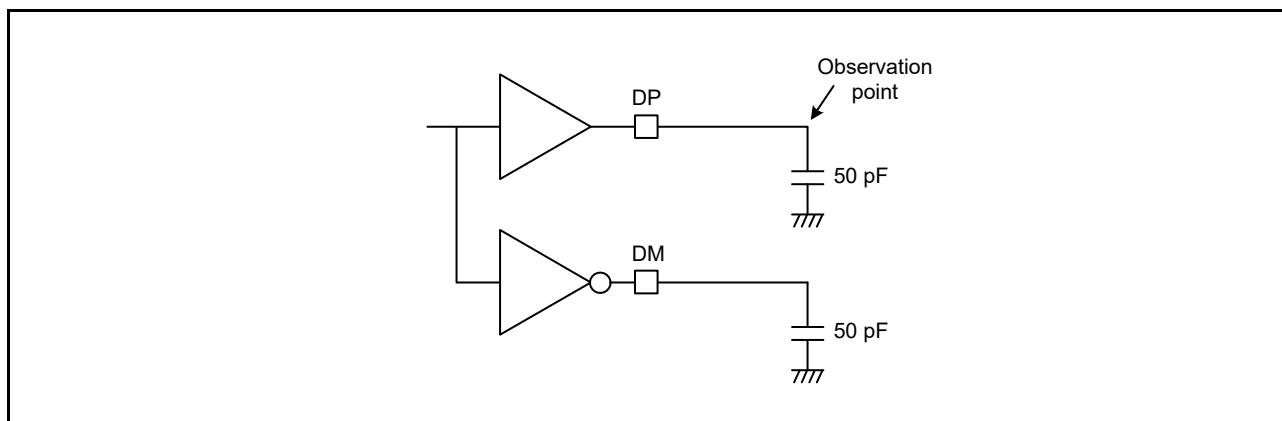 Observation
point
DP
50 pF
DM
50 pF